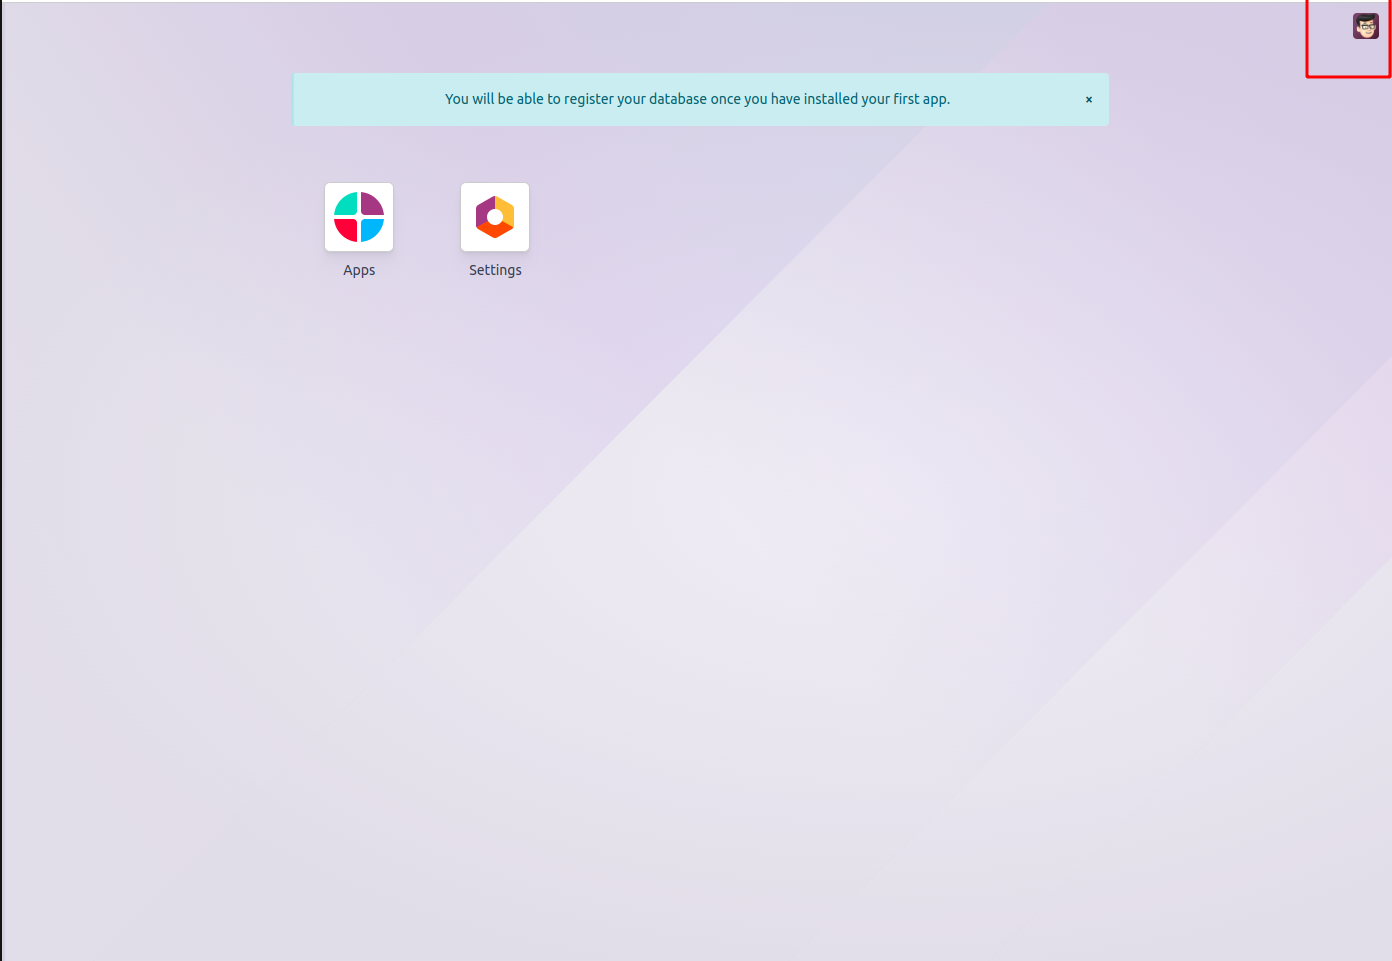 You will be able to register your database once you have installed your first app.
×
Apps
Settings